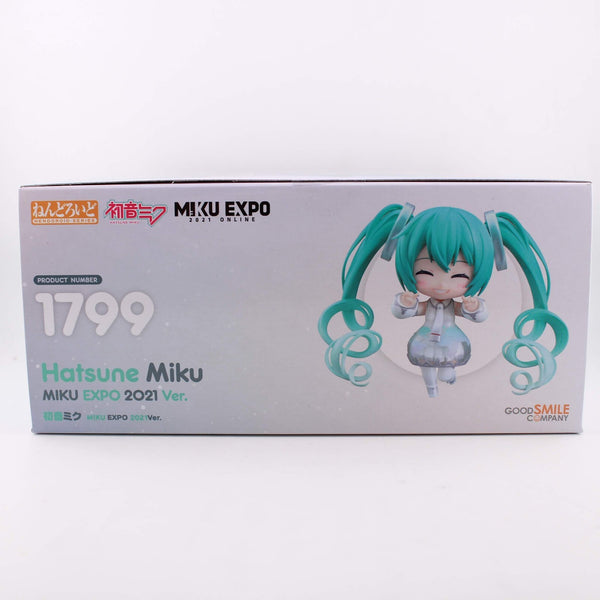 ねんどろいど
NENDOROID SERIES
初音ミク
HATSUNE MIKU
MIKU EXPO
2021 ONLINE
PRODUCT NUMBER
1799
Hatsune Miku
MIKU EXPO 2021 Ver.
初音ミク MIKU EXPO 2021Ver.
GOOD SMILE
COMPANY